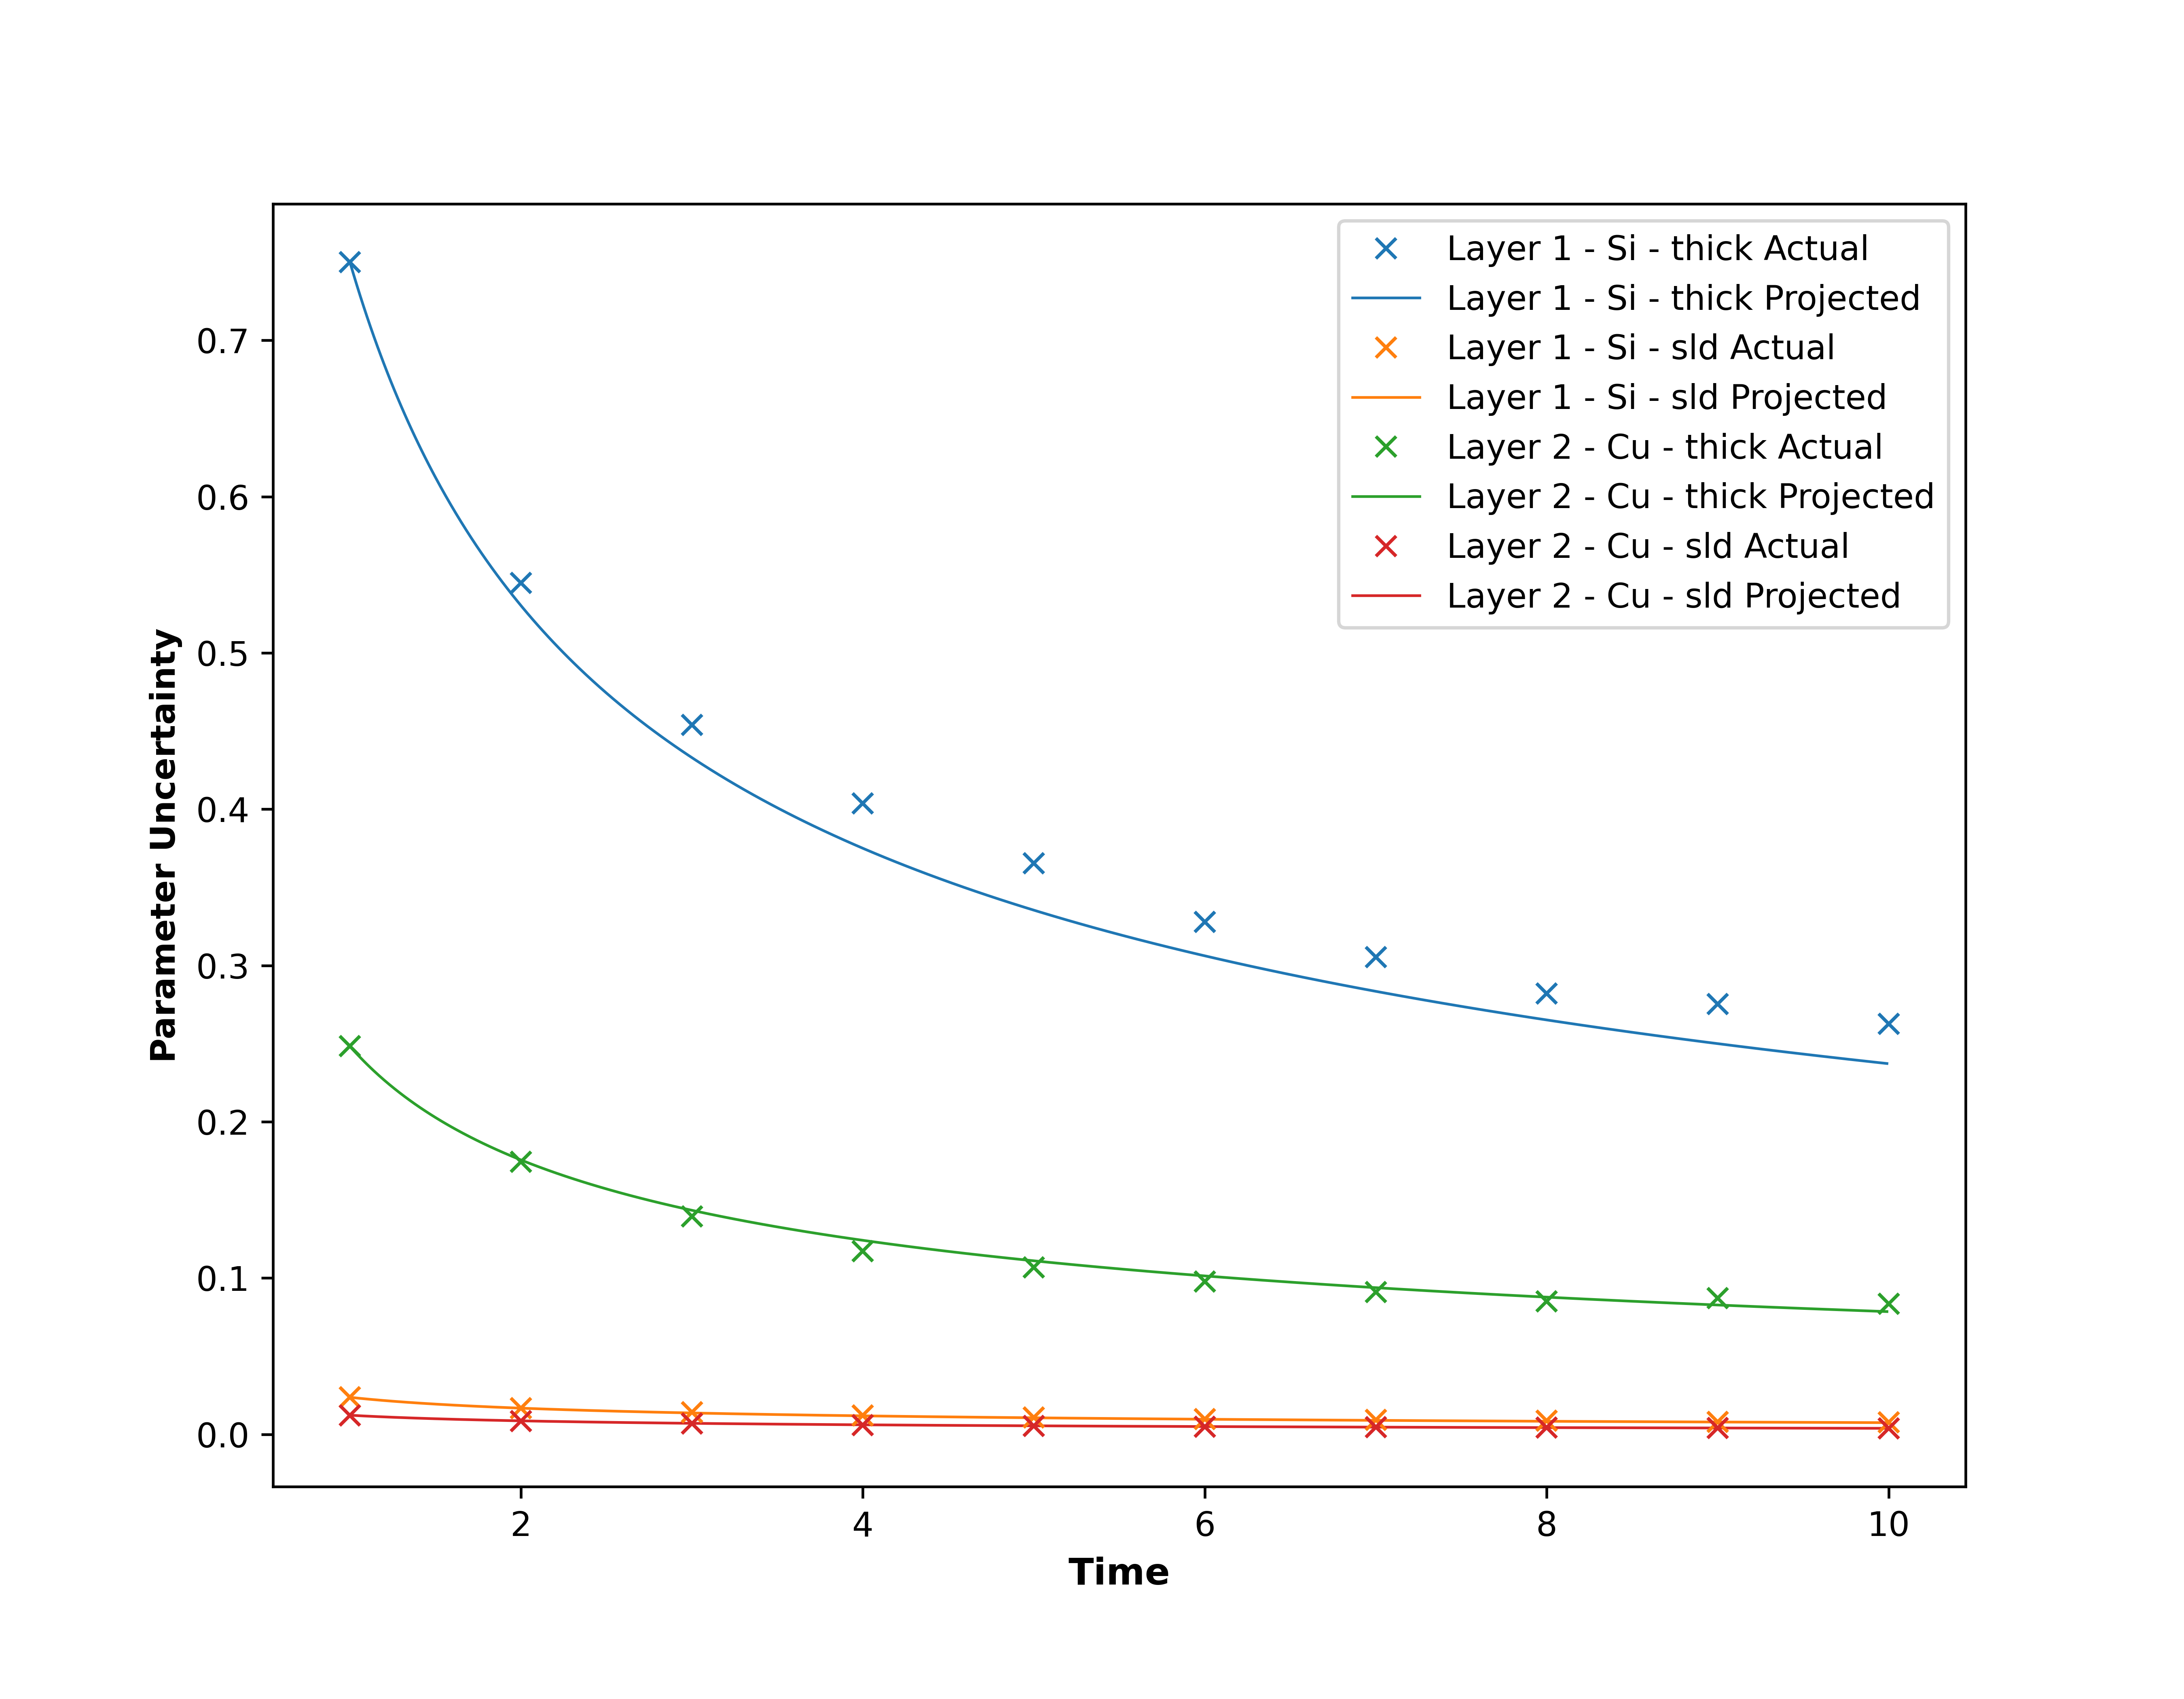 Layer 1 - Si - thick Actual
Layer 1 - Si - thick Projected
Layer 1 - Si - sld Actual
Layer 1 - Si - sld Projected
Layer 2 - Cu - thick Actual
Layer 2 - Cu - thick Projected
Layer 2 - Cu - sld Actual
Layer 2 - Cu - sld Projected
Parameter Uncertainty
0.7
0.6
0.5
0.4
0.3
0.2
0.1
0.0
2 4 6 8 10
Time